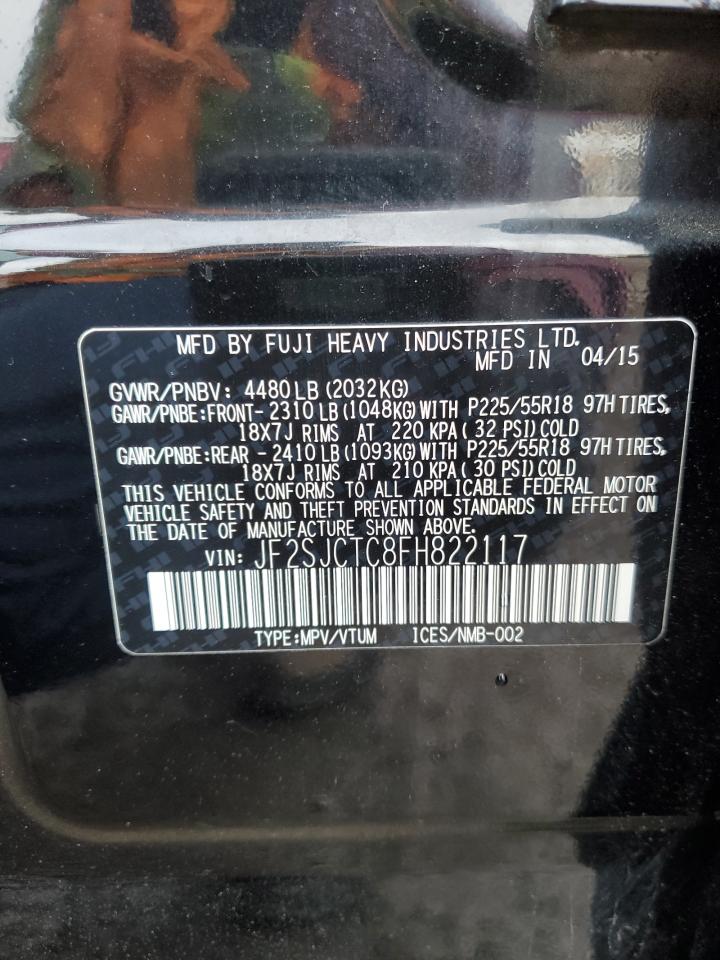 MFD BY FUJI HEAVY INDUSTRIES LTD.
MFD IN 04/15
GVWR/PNBV: 4480 LB (2032KG)
GAWR/PNBE:FRONT- 2310 LB (1048KG) WITH P225/55R18 97H TIRES,
18X7J RIMS AT 220 KPA( 32 PSI) COLD
GAWR/PNBE:REAR - 2410 LB (1093KG) WITH P225/55R18 97H TIRES,
18X7J RIMS AT 210 KPA( 30 PSI) COLD
THIS VEHICLE CONFORMS TO ALL APPLICABLE FEDERAL MOTOR
VEHICLE SAFETY AND THEFT PREVENTION STANDARDS IN EFFECT ON
THE DATE OF MANUFACTURE SHOWN ABOVE.
VIN: JF2SJCTC8FH822117
TYPE:MPV/VTUM ICES/NMB-002